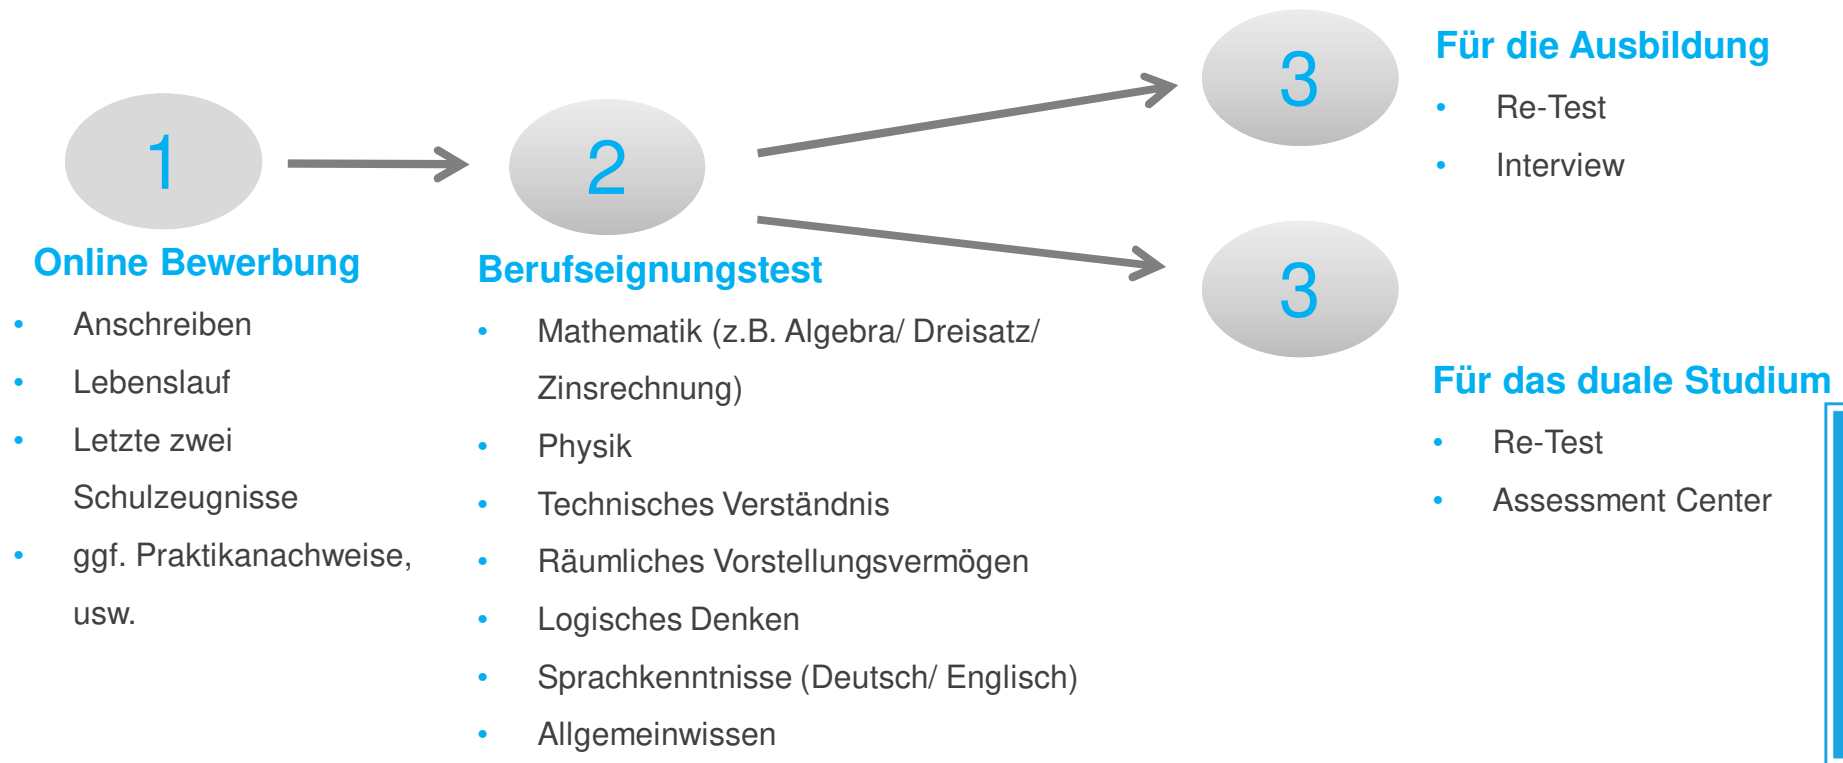 1
Online Bewerbung
• Anschreiben
• Lebenslauf
• Letzte zwei
Schulzeugnisse
• ggf. Praktikanachweise,
usw.
2
Berufseignungstest
• Mathematik (z.B. Algebra/ Dreisatz/
Zinsrechnung)
• Physik
• Technisches Verständnis
• Räumliches Vorstellungsvermögen
• Logisches Denken
• Sprachkenntnisse (Deutsch/ Englisch)
• Allgemeinwissen
3
Für die Ausbildung
• Re-Test
• Interview
3
Für das duale Studium
• Re-Test
• Assessment Center